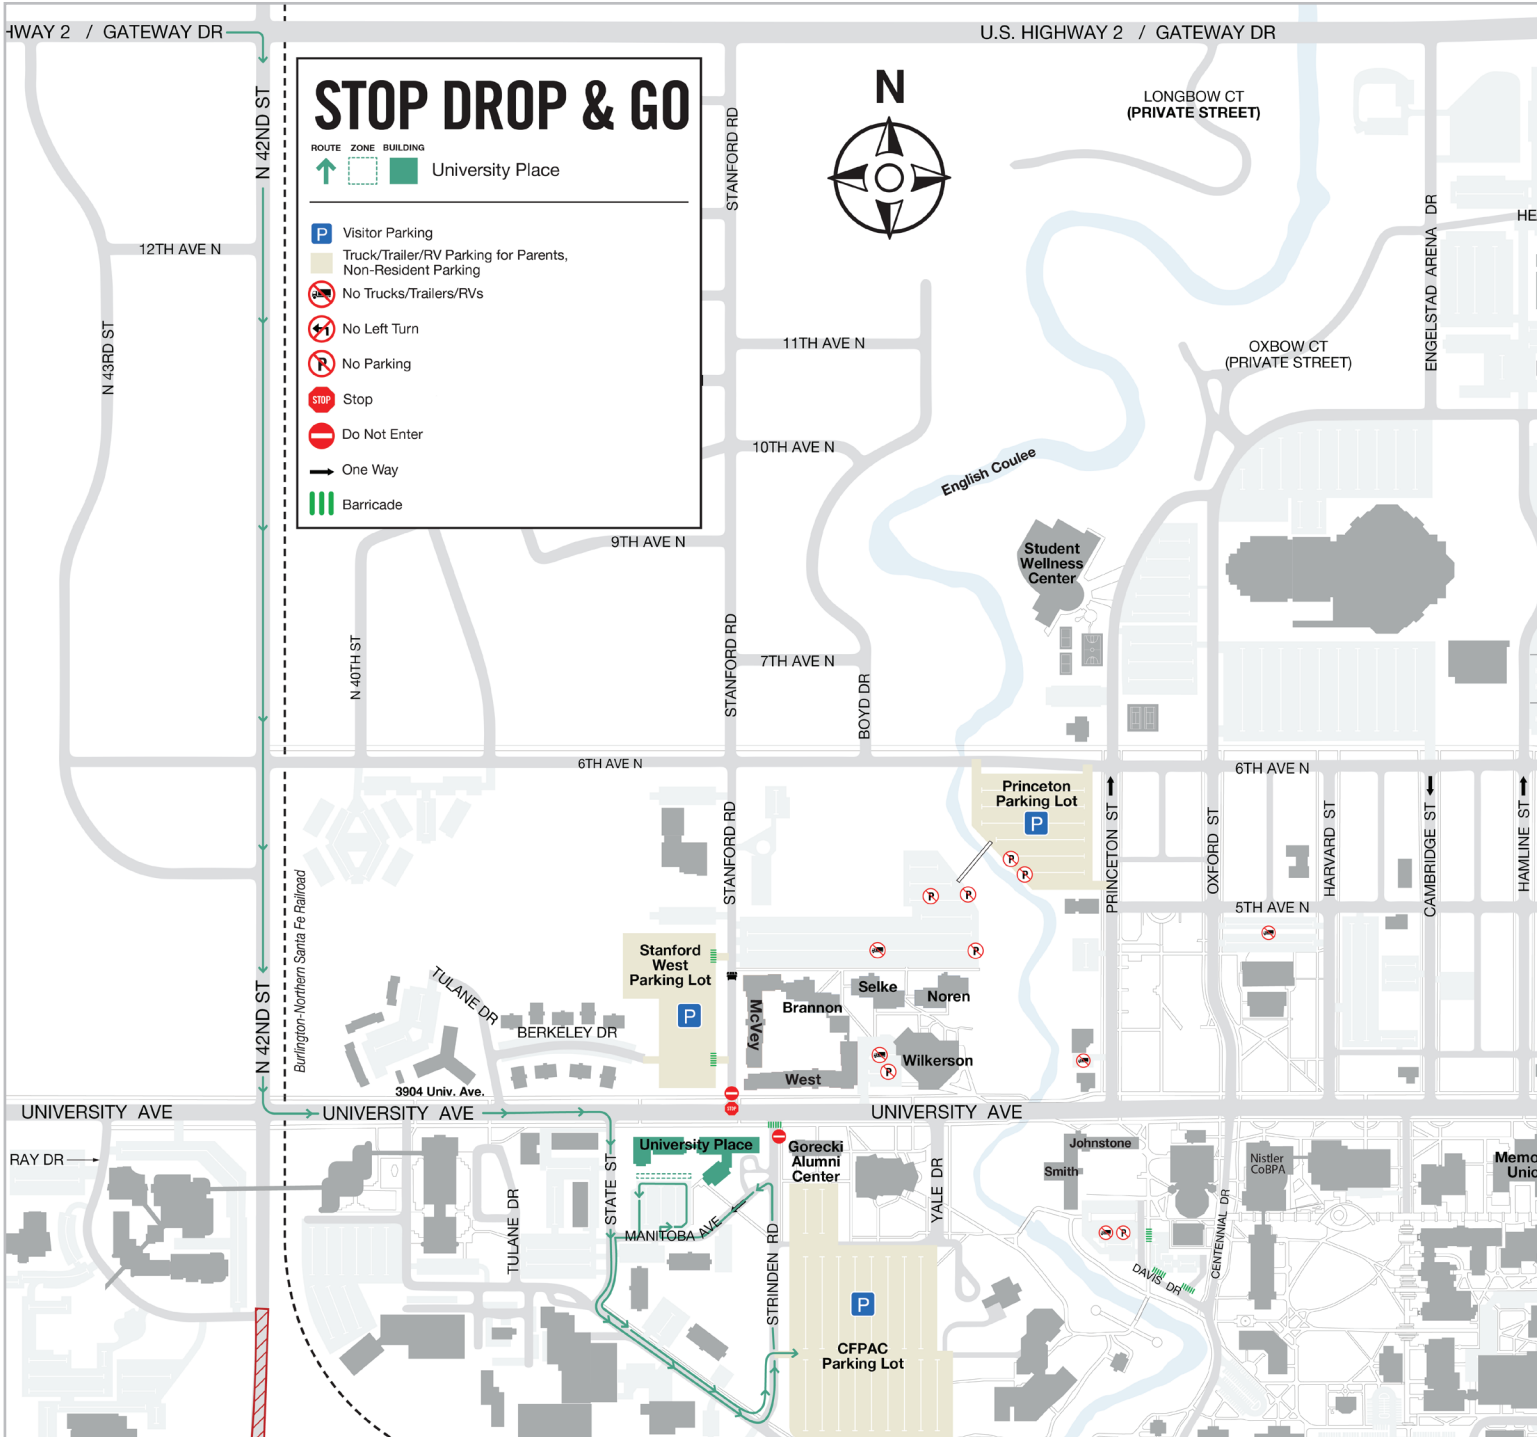 HWAY 2 / GATEWAY DR
U.S. HIGHWAY 2 / GATEWAY DR
STOP DROP & GO
ROUTE ZONE BUILDING
University Place
P Visitor Parking
Truck/Trailer/RV Parking for Parents,
Non-Resident Parking
No Trucks/Trailers/RVs
No Left Turn
P No Parking
STOP Stop
Do Not Enter
One Way
Barricade
N
LONGBOW CT
(PRIVATE STREET)
N 42ND ST
STANFORD RD
12TH AVE N
N 43RD ST
11TH AVE N
10TH AVE N
HE
ENGELSTAD ARENA DR
OXBOW CT
(PRIVATE STREET)
English Coulee
9TH AVE N
Student
Wellness
Center
N 40TH ST
STANFORD RD
7TH AVE N
BOYD DR
6TH AVE N
6TH AVE N
Princeton
Parking Lot
P
STANFORD RD
PRINCETON ST
OXFORD ST
HARVARD ST
CAMBRIDGE ST
HAMLINE ST
P
P
P
P
5TH AVE N
Burlington-Northern Santa Fe Railroad
Stanford
West
Parking Lot
P
P
N 42ND ST
TULANE DR
BERKELEY DR
McVey
Brannon
Selke
Noren
Wilkerson
P
West
3904 Univ. Ave.
STOP
UNIVERSITY AVE
UNIVERSITY AVE
UNIVERSITY AVE
RAY DR
University Place
Gorecki
Alumni
Center
Johnstone
Smith
Nistler
CoBPA
Memo
Unio
STATE ST
TULANE DR
MANITOBA AVE
STRINDEN RD
YALE DR
P
CENTENNIAL DR
DAVIS DR
P
CFPAC
Parking Lot